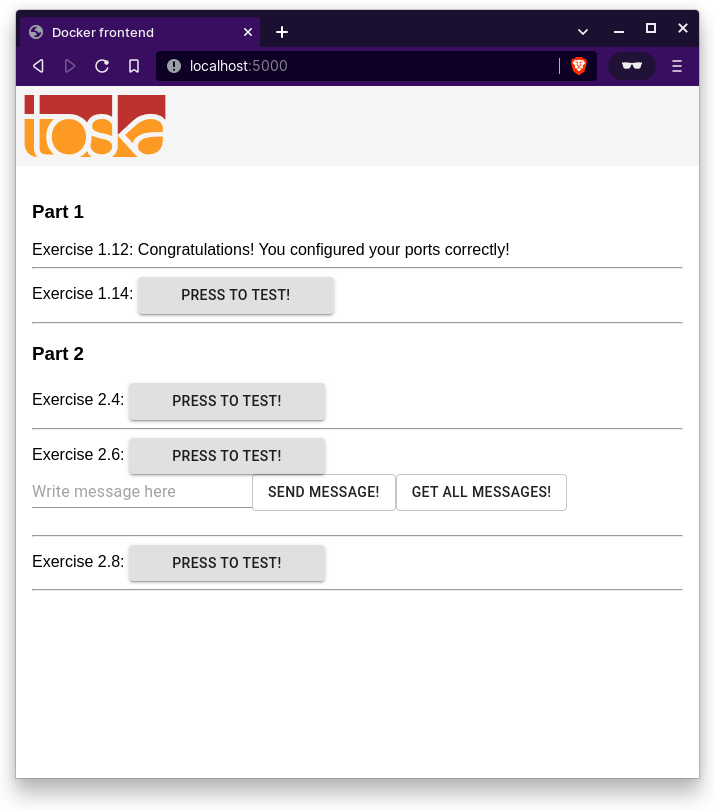 Docker frontend
localhost:5000
toska
Part 1
Exercise 1.12: Congratulations! You configured your ports correctly!
Exercise 1.14: PRESS TO TEST!
Part 2
Exercise 2.4: PRESS TO TEST!
Exercise 2.6: PRESS TO TEST!
Write message here SEND MESSAGE! GET ALL MESSAGES!
Exercise 2.8: PRESS TO TEST!